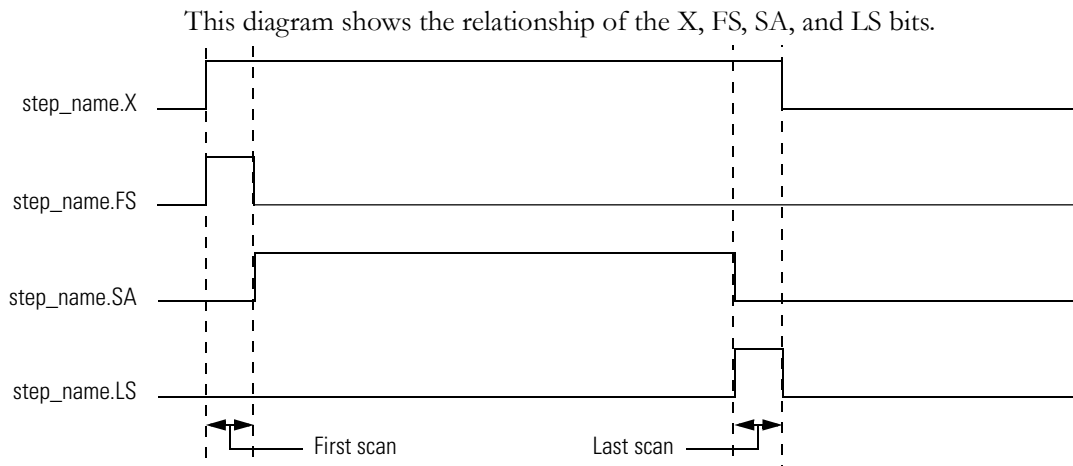 This diagram shows the relationship of the X, FS, SA, and LS bits.
step_name.X
step_name.FS
step_name.SA
step_name.LS
First scan
Last scan